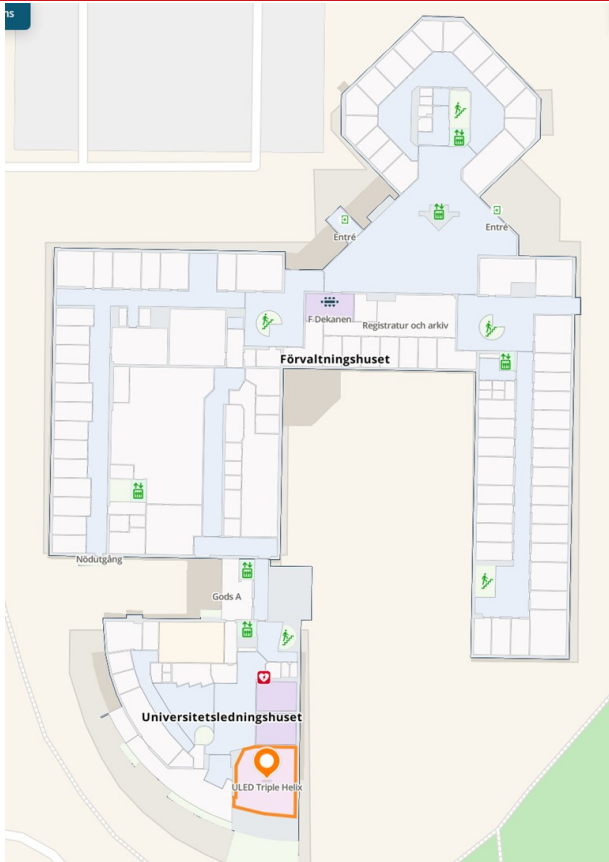 ns
Entré
Entré
F Dekanen
Registratur och arkiv
Förvaltningshuset
Nödutgång
Gods A
Universitetsledningshuset
ULED Triple Helix